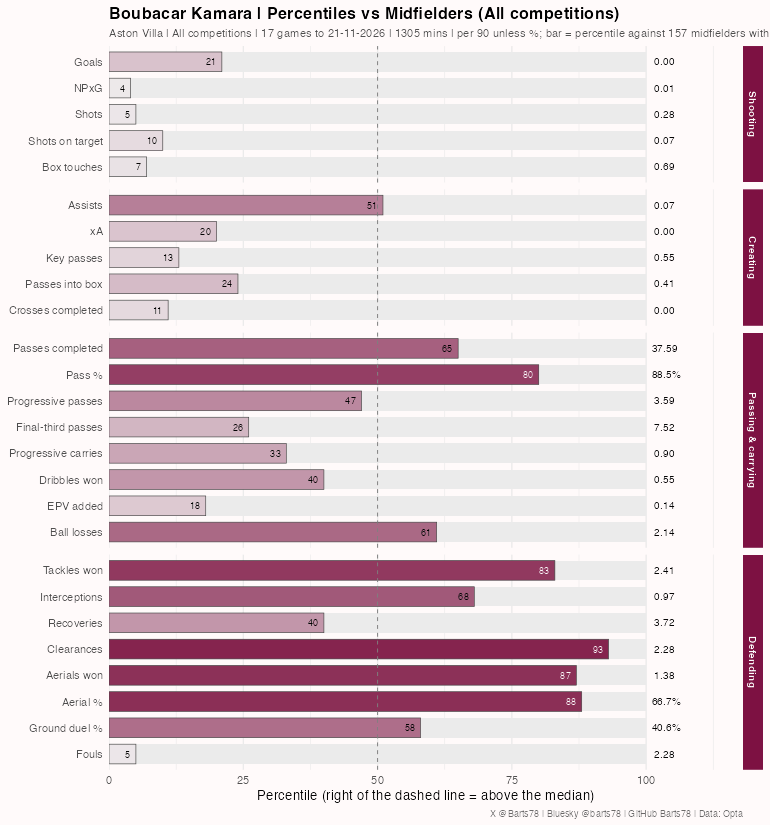 Boubacar Kamara | Percentiles vs Midfielders (All competitions)
Aston Villa | All competitions | 17 games to 21-11-2026 | 1305 mins | per 90 unless %; bar = percentile against 157 midfielders with
Goals 21 0.00
NPxG 4 0.01
Shots 5 0.28
Shots on target 10 0.07
Box touches 7 0.69
Shooting
Assists 51 0.07
xA 20 0.00
Key passes 13 0.55
Passes into box 24 0.41
Crosses completed 11 0.00
Creating
Passes completed 65 37.59
Pass % 80 88.5%
Progressive passes 47 3.59
Final-third passes 26 7.52
Progressive carries 33 0.90
Dribbles won 40 0.55
EPV added 18 0.14
Ball losses 61 2.14
Passing & carrying
Tackles won 83 2.41
Interceptions 68 0.97
Recoveries 40 3.72
Clearances 93 2.28
Aerials won 87 1.38
Aerial % 88 66.7%
Ground duel % 58 40.6%
Fouls 5 2.28
Defending
0 25 50 75 100
Percentile (right of the dashed line = above the median)
X @Barts78 | Bluesky @barts78 | GitHub Barts78 | Data: Opta